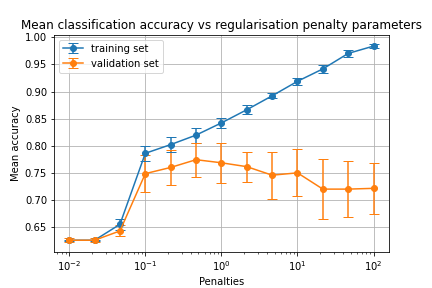 Mean classification accuracy vs regularisation penalty parameters
training set
validation set
Mean accuracy
1.00
0.95
0.90
0.85
0.80
0.75
0.70
0.65
10⁻² 10⁻¹ 10⁰ 10¹ 10²
Penalties